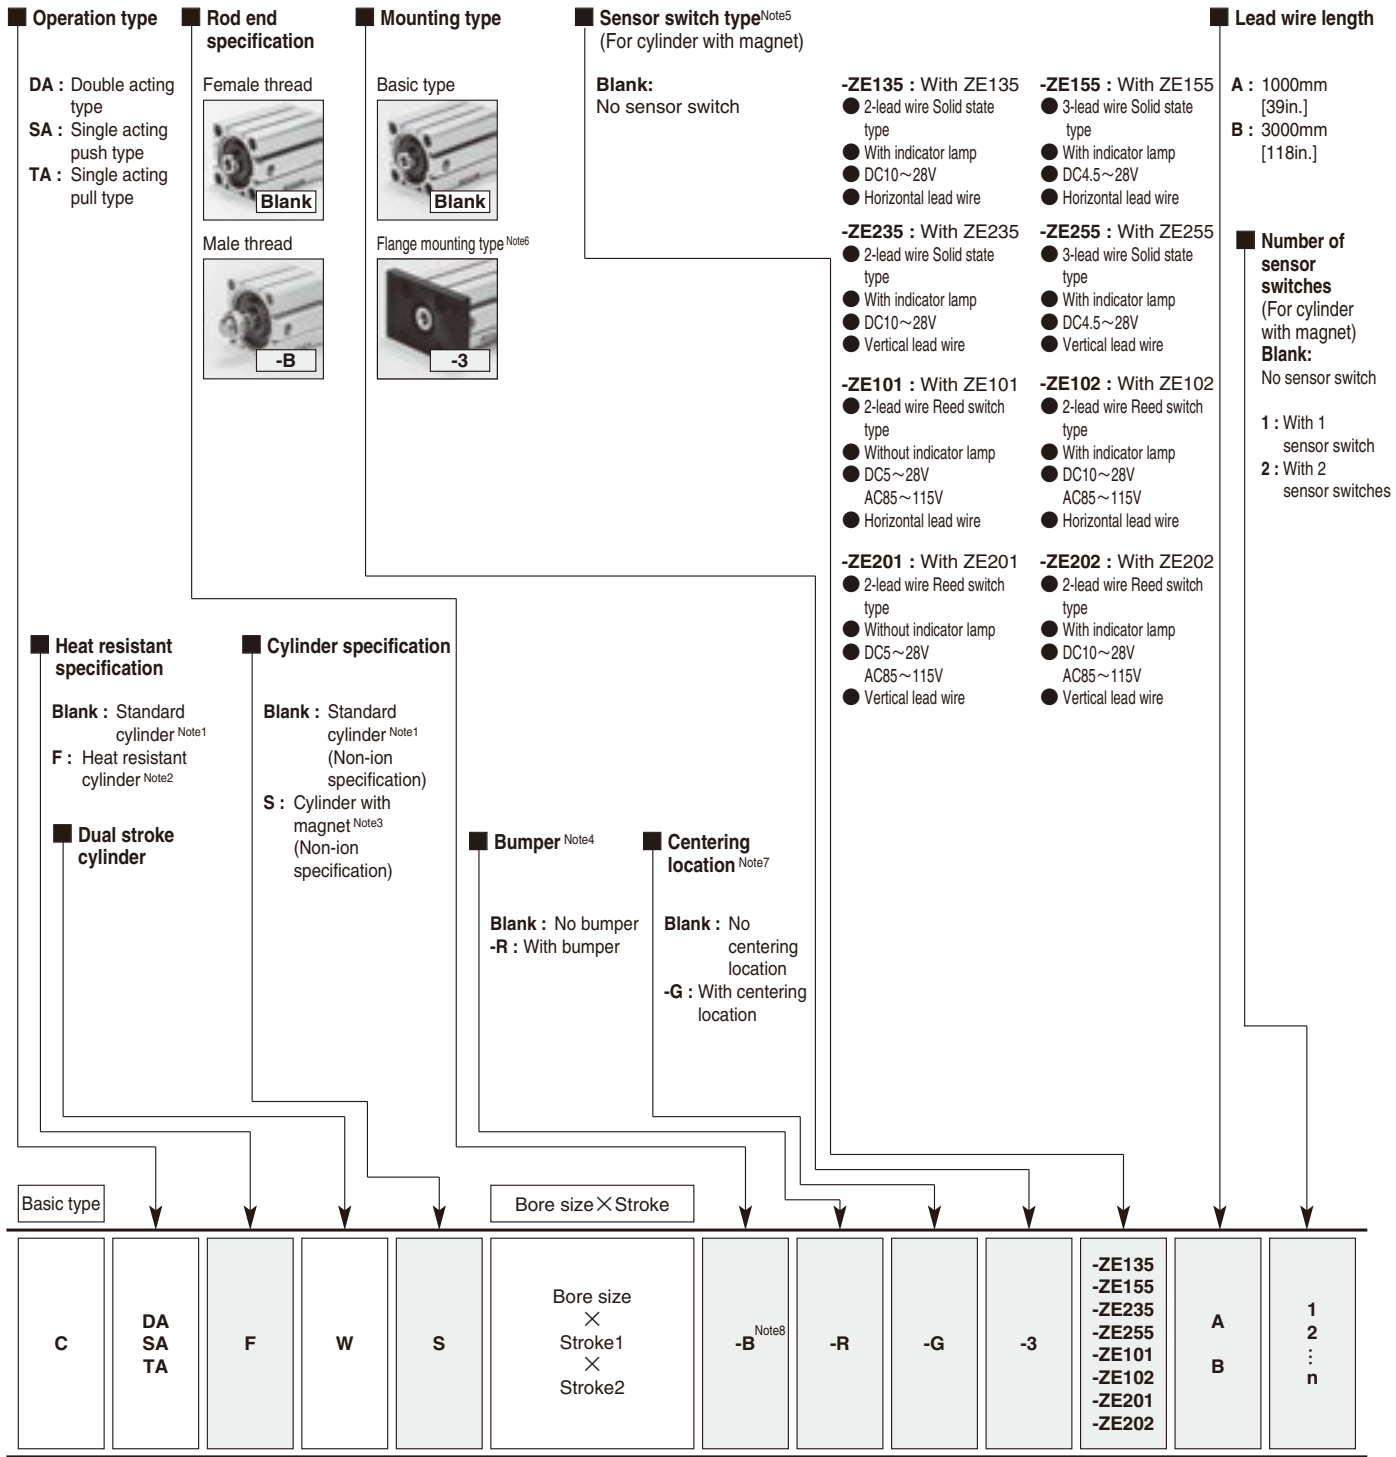 ■ Operation type
DA : Double acting
type
SA : Single acting
push type
TA : Single acting
pull type
■ Rod end
specification
Female thread
Blank
Male thread
-B
■ Mounting type
Basic type
Blank
Flange mounting type Note6
-3
■ Sensor switch type Note5
(For cylinder with magnet)
Blank:
No sensor switch
-ZE135 : With ZE135
● 2-lead wire Solid state
type
● With indicator lamp
● DC10～28V
● Horizontal lead wire
-ZE155 : With ZE155
● 3-lead wire Solid state
type
● With indicator lamp
● DC4.5～28V
● Horizontal lead wire
-ZE235 : With ZE235
● 2-lead wire Solid state
type
● With indicator lamp
● DC10～28V
● Vertical lead wire
-ZE255 : With ZE255
● 3-lead wire Solid state
type
● With indicator lamp
● DC4.5～28V
● Vertical lead wire
-ZE101 : With ZE101
● 2-lead wire Reed switch
type
● Without indicator lamp
● DC5～28V
AC85～115V
● Horizontal lead wire
-ZE102 : With ZE102
● 2-lead wire Reed switch
type
● With indicator lamp
● DC10～28V
AC85～115V
● Horizontal lead wire
-ZE201 : With ZE201
● 2-lead wire Reed switch
type
● Without indicator lamp
● DC5～28V
AC85～115V
● Vertical lead wire
-ZE202 : With ZE202
● 2-lead wire Reed switch
type
● With indicator lamp
● DC10～28V
AC85～115V
● Vertical lead wire
■ Lead wire length
A : 1000mm
[39in.]
B : 3000mm
[118in.]
■ Number of
sensor
switches
(For cylinder
with magnet)
Blank:
No sensor switch
1 : With 1
sensor switch
2 : With 2
sensor switches
■ Heat resistant
specification
Blank : Standard
cylinder Note1
F : Heat resistant
cylinder Note2
■ Dual stroke
cylinder
■ Cylinder specification
Blank : Standard
cylinder Note1
(Non-ion
specification)
S : Cylinder with
magnet Note3
(Non-ion
specification)
■ Bumper Note4
Blank : No bumper
-R : With bumper
■ Centering
location Note7
Blank : No
centering
location
-G : With centering
location
Basic type
Bore size×Stroke
C
DA
SA
TA
F
W
S
Bore size
×
Stroke1
×
Stroke2
-B Note8
-R
-G
-3
-ZE135
-ZE155
-ZE235
-ZE255
-ZE101
-ZE102
-ZE201
-ZE202
A
B
1
2
⋮
n